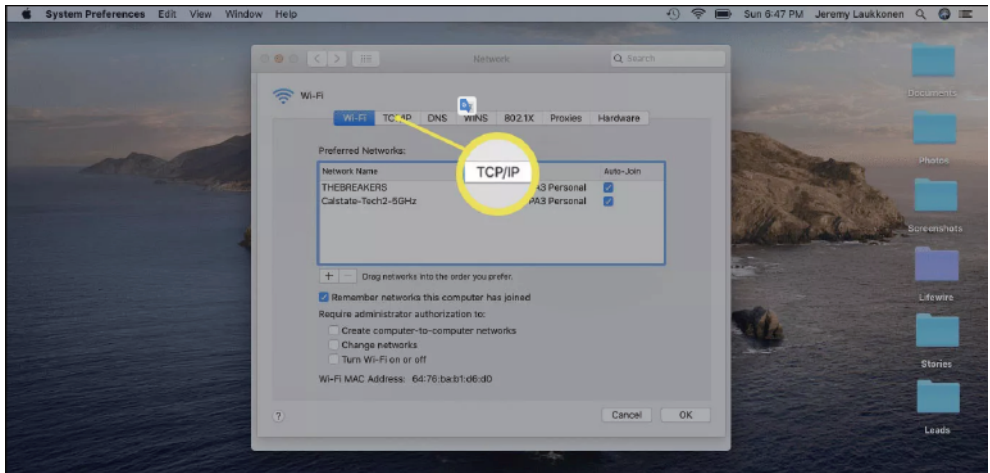 System Preferences Edit View Window Help Sun 6:47 PM Jeremy Laukkonen
Network
Search
Wi-Fi
Wi-Fi TCP/IP DNS WINS 802.1X Proxies Hardware
Preferred Networks:
Network Name Auto-Join
TCP/IP
THEBREAKERS A3 Personal
Calstate-Tech2-5GHz PA3 Personal
+ − Drag networks into the order you prefer.
Remember networks this computer has joined
Require administrator authorization to:
Create computer-to-computer networks
Change networks
Turn Wi-Fi on or off
Wi-Fi MAC Address: 64:76:ba:b1:d6:d0
? Cancel OK
Documents
Photos
Screenshots
Lifewire
Stories
Leads